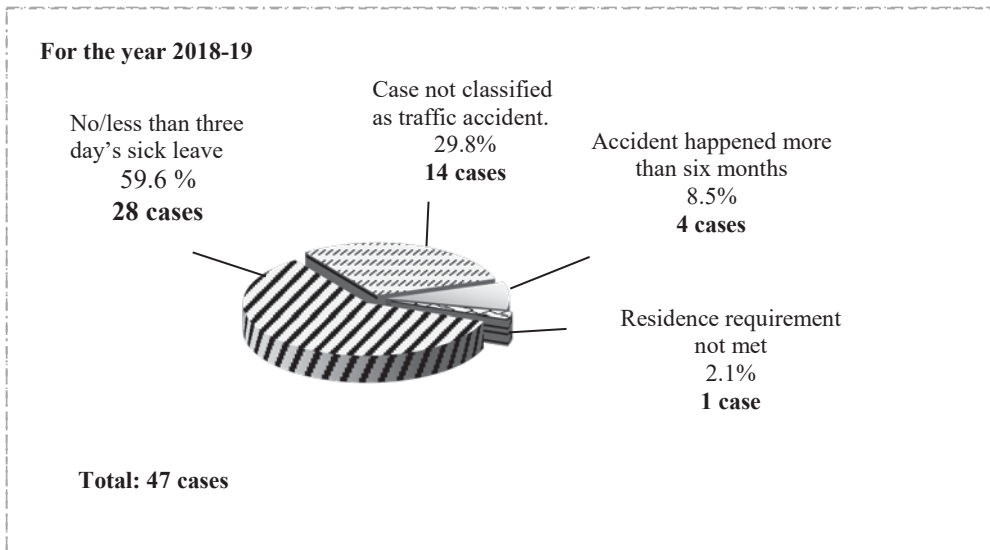 For the year 2018-19
No/less than three
day's sick leave
59.6 %
28 cases
Case not classified
as traffic accident.
29.8%
14 cases
Accident happened more
than six months
8.5%
4 cases
Residence requirement
not met
2.1%
1 case
Total: 47 cases